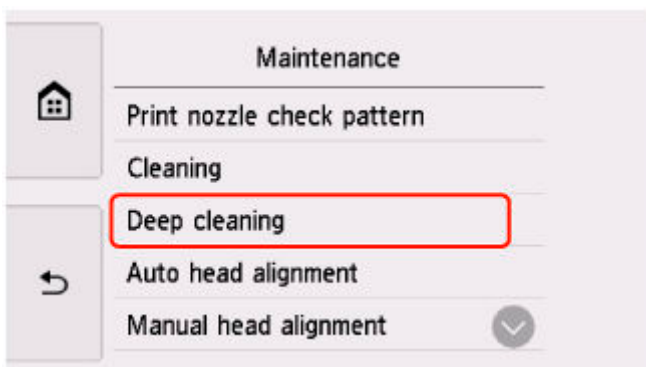 Maintenance
Print nozzle check pattern
Cleaning
Deep cleaning
Auto head alignment
Manual head alignment